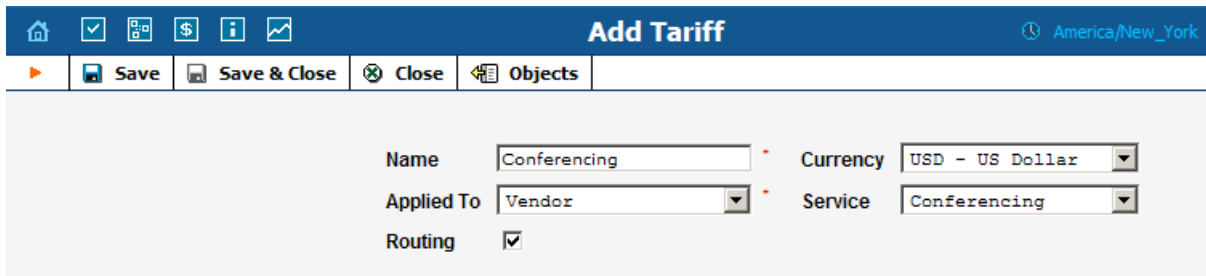 Add Tariff America/New_York
Save Save & Close Close Objects
Name Conferencing * Currency USD - US Dollar
Applied To Vendor * Service Conferencing
Routing